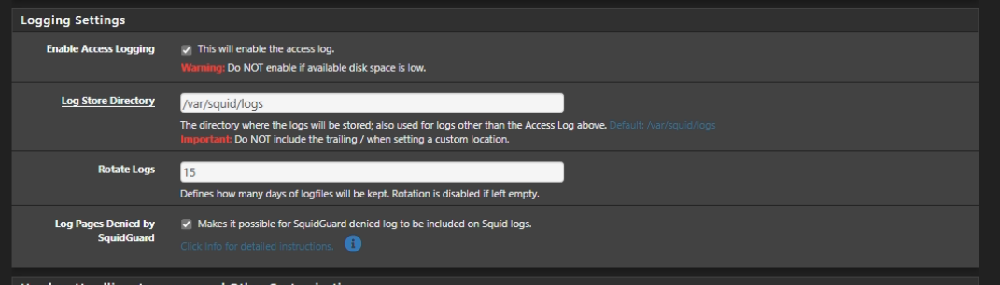 Logging Settings
Enable Access Logging
This will enable the access log.
Warning: Do NOT enable if available disk space is low.
Log Store Directory
/var/squid/logs
The directory where the logs will be stored; also used for logs other than the Access Log above. Default: /var/squid/logs
Important: Do NOT include the trailing / when setting a custom location.
Rotate Logs
15
Defines how many days of logfiles will be kept. Rotation is disabled if left empty.
Log Pages Denied by
SquidGuard
Makes it possible for SquidGuard denied log to be included on Squid logs.
Click Info for detailed instructions.